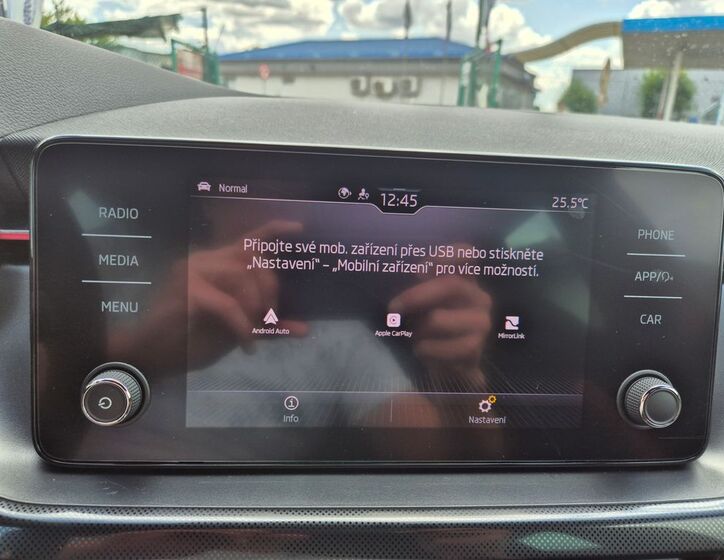 Normal
12:45
25.5°C
RADIO
MEDIA
MENU
Připojte své mob. zařízení přes USB nebo stiskněte
„Nastavení“ – „Mobilní zařízení“ pro více možností.
Android Auto
Apple CarPlay
MirrorLink
Info
Nastavení
PHONE
APP/
CAR